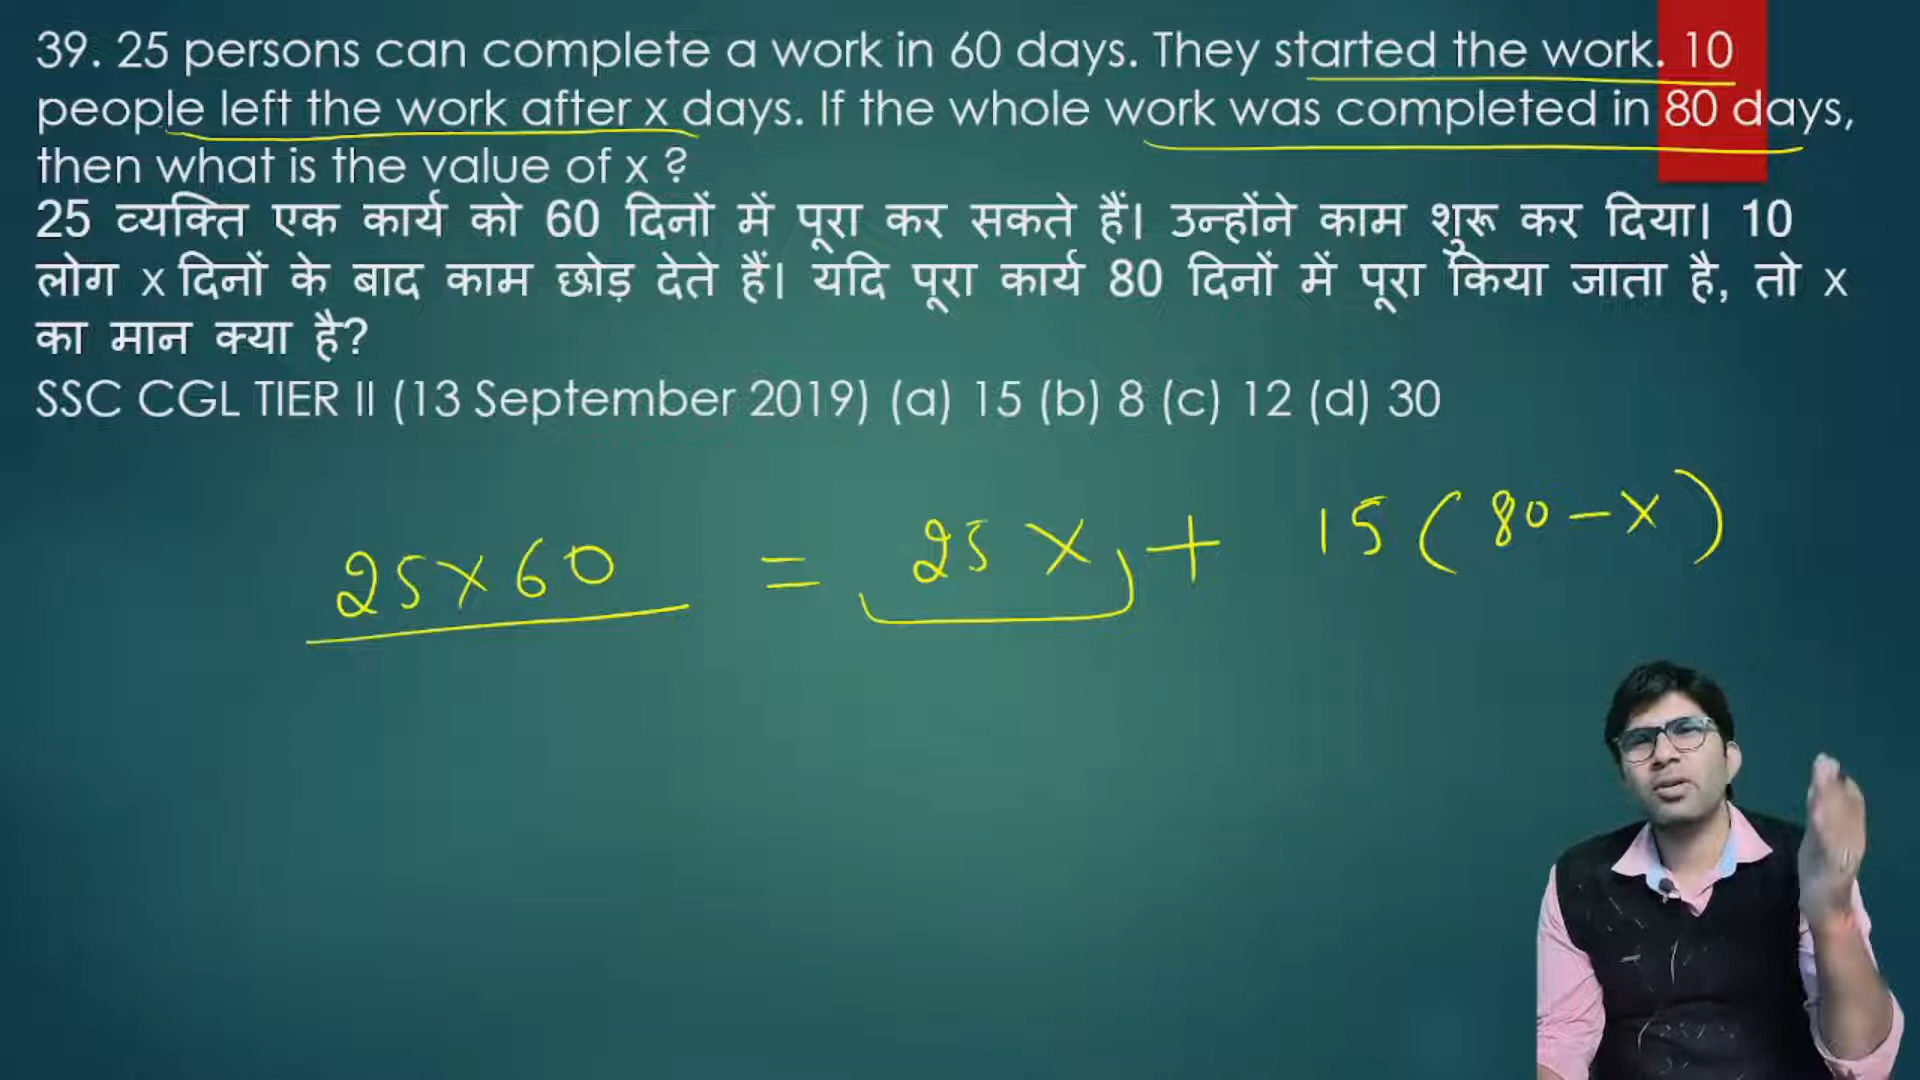 39. 25 persons can complete a work in 60 days. They started the work. 10
people left the work after x days. If the whole work was completed in 80 days,
then what is the value of x ?
25 व्यक्ति एक कार्य को 60 दिनों में पूरा कर सकते हैं। उन्होंने काम शुरू कर दिया। 10
लोग x दिनों के बाद काम छोड़ देते हैं। यदि पूरा कार्य 80 दिनों में पूरा किया जाता है, तो x
का मान क्या है?
SSC CGL TIER II (13 September 2019) (a) 15 (b) 8 (c) 12 (d) 30
25 × 60 = 25 x + 15 ( 80 - x )